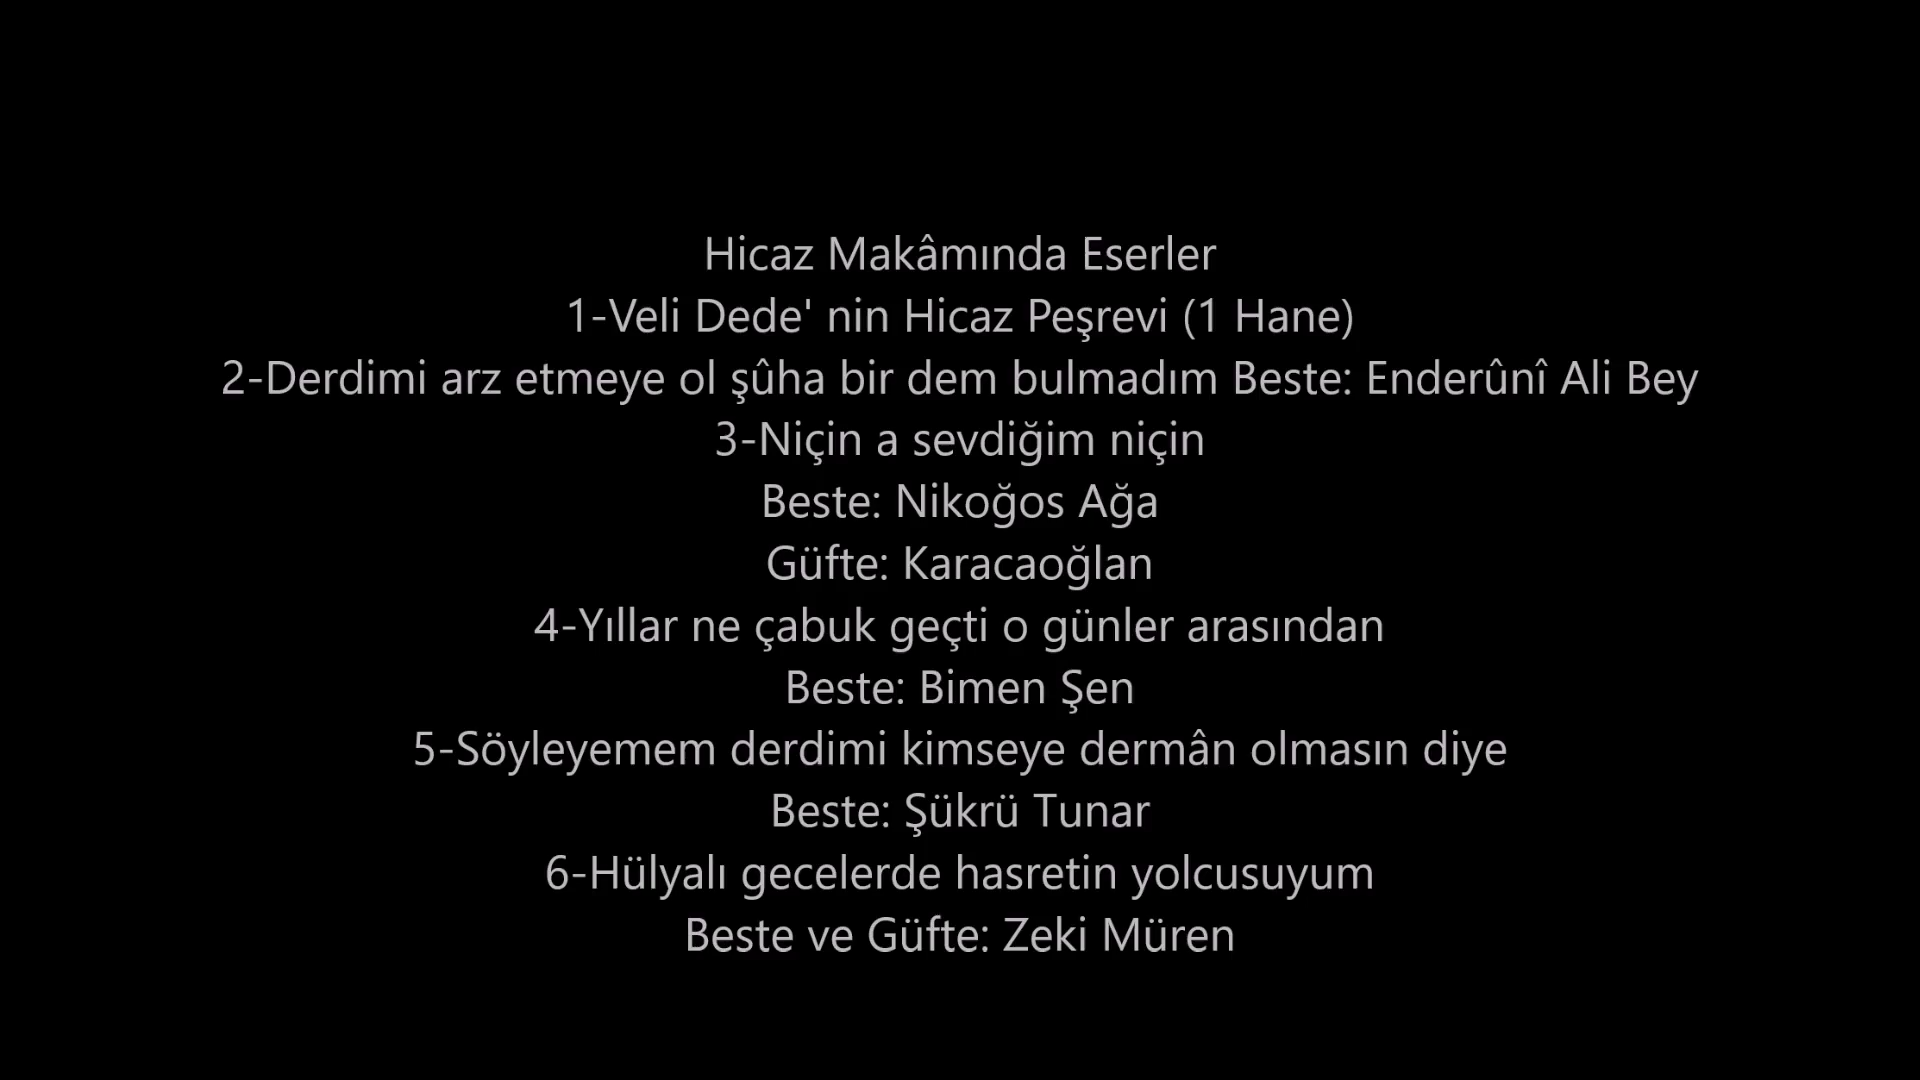 Hicaz Makâmında Eserler
1-Veli Dede' nin Hicaz Peşrevi (1 Hane)
2-Derdimi arz etmeye ol şûha bir dem bulmadım Beste: Enderûnî Ali Bey
3-Niçin a sevdiğim niçin
Beste: Nikoğos Ağa
Güfte: Karacaoğlan
4-Yıllar ne çabuk geçti o günler arasından
Beste: Bimen Şen
5-Söyleyemem derdimi kimseye dermân olmasın diye
Beste: Şükrü Tunar
6-Hülyalı gecelerde hasretin yolcusuyum
Beste ve Güfte: Zeki Müren